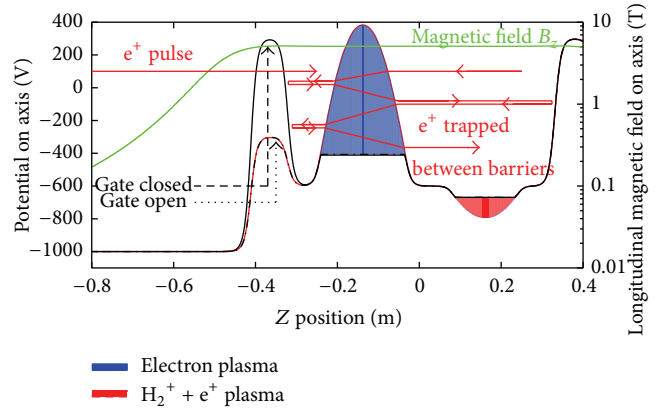 400
200
0
−200
−400
−600
−800
−1000
Potential on axis (V)
10
1
0.1
0.01
Longitudinal magnetic field on axis (T)
Magnetic field B_z
e⁺ pulse
e⁺ trapped
between barriers
Gate closed
Gate open
−0.8 −0.6 −0.4 −0.2 0 0.2 0.4
Z position (m)
Electron plasma
H₂⁺ + e⁺ plasma